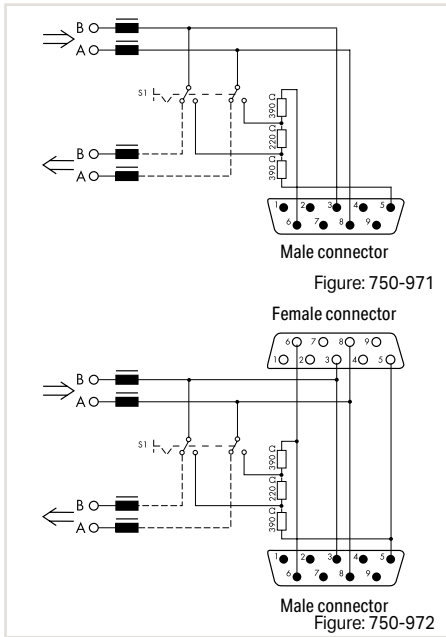 B
A
S1
390 Ω
220 Ω
390 Ω
B
A
1 2 3 4 5
6 7 8 9
Male connector
Figure: 750-971
Female connector
6 7 8 9
1 2 3 4 5
B
A
S1
390 Ω
220 Ω
390 Ω
B
A
1 2 3 4 5
6 7 8 9
Male connector
Figure: 750-972